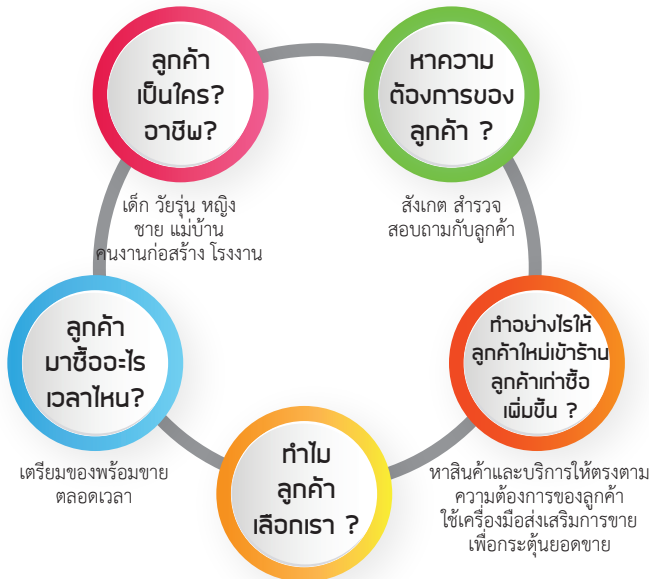 ลูกค้า
เป็นใคร?
อาชีพ?
เด็ก วัยรุ่น หญิง
ชาย แม่บ้าน
คนงานก่อสร้าง โรงงาน
หาความ
ต้องการของ
ลูกค้า ?
สังเกต สำรวจ
สอบถามกับลูกค้า
ลูกค้า
มาซื้ออะไร
เวลาไหน?
เตรียมของพร้อมขาย
ตลอดเวลา
ทำไม
ลูกค้า
เลือกเรา ?
ทำอย่างไรให้
ลูกค้าใหม่เข้าร้าน
ลูกค้าเก่าซื้อ
เพิ่มขึ้น ?
หาสินค้าและบริการให้ตรงตาม
ความต้องการของลูกค้า
ใช้เครื่องมือส่งเสริมการขาย
เพื่อกระตุ้นยอดขาย